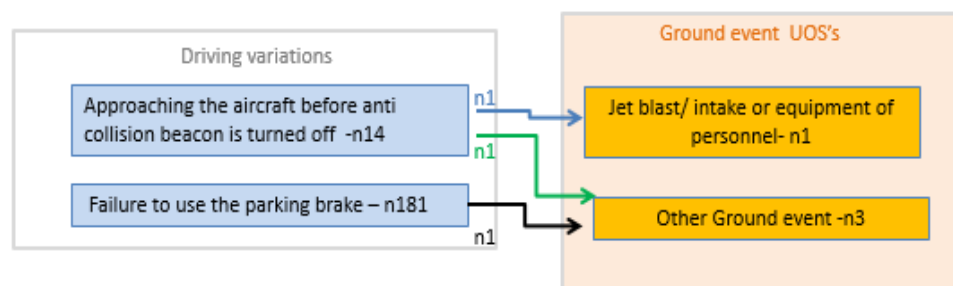 Ground event UOS's
Driving variations
Approaching the aircraft before anti
collision beacon is turned off -n14
n1
n1
Jet blast/ intake or equipment of
personnel- n1
Failure to use the parking brake – n181
n1
Other Ground event -n3